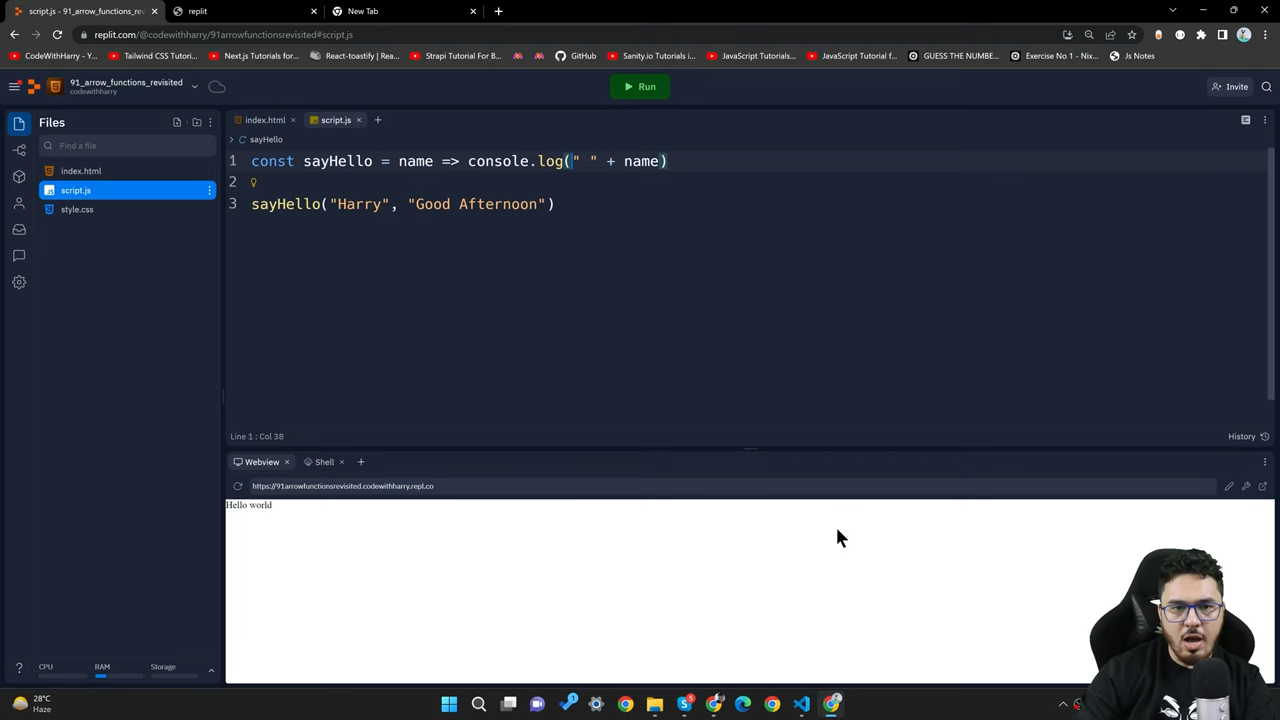 script.js - 91_arrow_functions_re
replit
New Tab
replit.com/@codewithharry/91arrowfunctionsrevisited#script.js
CodeWithHarry - Y...
Tailwind CSS Tutori...
Next.js Tutorials for...
React-toastify | Rea...
Strapi Tutorial For B...
GitHub
Sanity.io Tutorials i...
JavaScript Tutorials...
JavaScript Tutorial f...
GUESS THE NUMBE...
Exercise No 1 - Nix...
Js Notes
91_arrow_functions_revisited
codewithharry
Run
Invite
Files
Find a file
index.html
script.js
style.css
index.html
script.js
sayHello
1 const sayHello = name => console.log(" " + name)
2
3 sayHello("Harry", "Good Afternoon")
Line 1 : Col 38
History
Webview
Shell
https://91arrowfunctionsrevisited.codewithharry.repl.co
Hello world
CPU
RAM
Storage
28°C
Haze